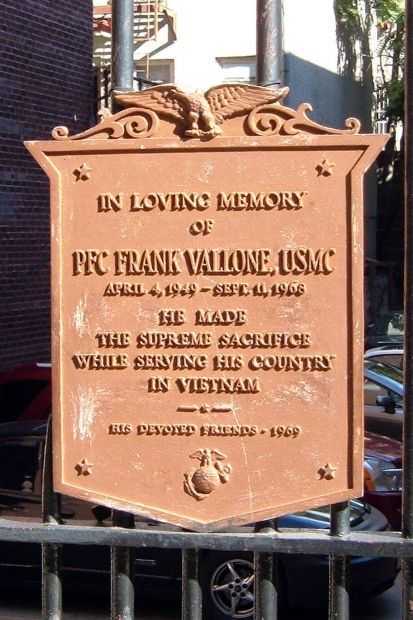 IN LOVING MEMORY
OF
PFC FRANK VALLONE, USMC
APRIL 4, 1949 – SEPT. 11, 1968
HE MADE
THE SUPREME SACRIFICE
WHILE SERVING HIS COUNTRY
IN VIETNAM
HIS DEVOTED FRIENDS - 1969